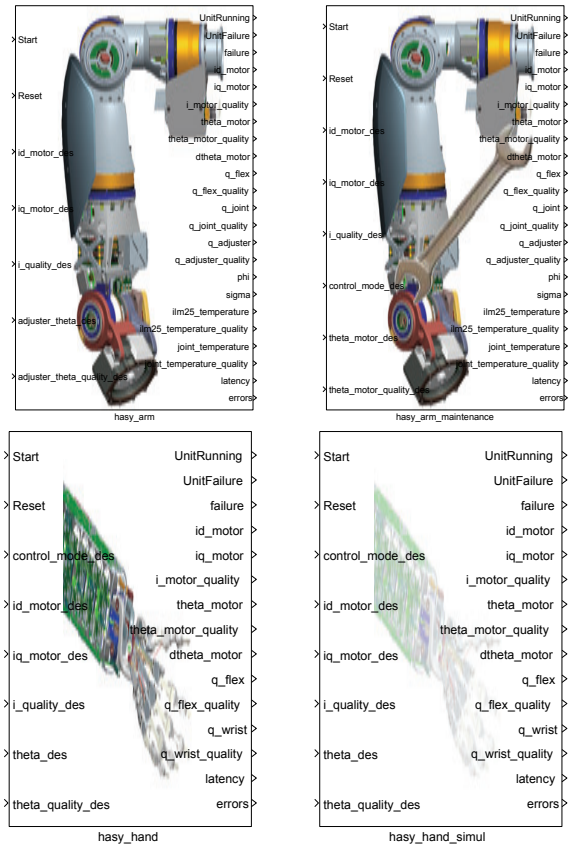 Start
Reset
id_motor_des
iq_motor_des
i_quality_des
adjuster_theta_des
adjuster_theta_quality_des
UnitRunning
UnitFailure
failure
id_motor
iq_motor
i_motor_quality
theta_motor
theta_motor_quality
dtheta_motor
q_flex
q_flex_quality
q_joint
q_joint_quality
q_adjuster
q_adjuster_quality
phi
sigma
ilm25_temperature
ilm25_temperature_quality
joint_temperature
joint_temperature_quality
latency
errors
hasy_arm
Start
Reset
id_motor_des
iq_motor_des
i_quality_des
control_mode_des
theta_motor_des
theta_motor_quality_des
UnitRunning
UnitFailure
failure
id_motor
iq_motor
i_motor_quality
theta_motor
theta_motor_quality
dtheta_motor
q_flex
q_flex_quality
q_joint
q_joint_quality
q_adjuster
q_adjuster_quality
phi
sigma
ilm25_temperature
ilm25_temperature_quality
joint_temperature
joint_temperature_quality
latency
errors
hasy_arm_maintenance
Start
Reset
control_mode_des
id_motor_des
iq_motor_des
i_quality_des
theta_des
theta_quality_des
UnitRunning
UnitFailure
failure
id_motor
iq_motor
i_motor_quality
theta_motor
theta_motor_quality
dtheta_motor
q_flex
q_flex_quality
q_wrist
q_wrist_quality
latency
errors
hasy_hand
Start
Reset
control_mode_des
id_motor_des
iq_motor_des
i_quality_des
theta_des
theta_quality_des
UnitRunning
UnitFailure
failure
id_motor
iq_motor
i_motor_quality
theta_motor
theta_motor_quality
dtheta_motor
q_flex
q_flex_quality
q_wrist
q_wrist_quality
latency
errors
hasy_hand_simul